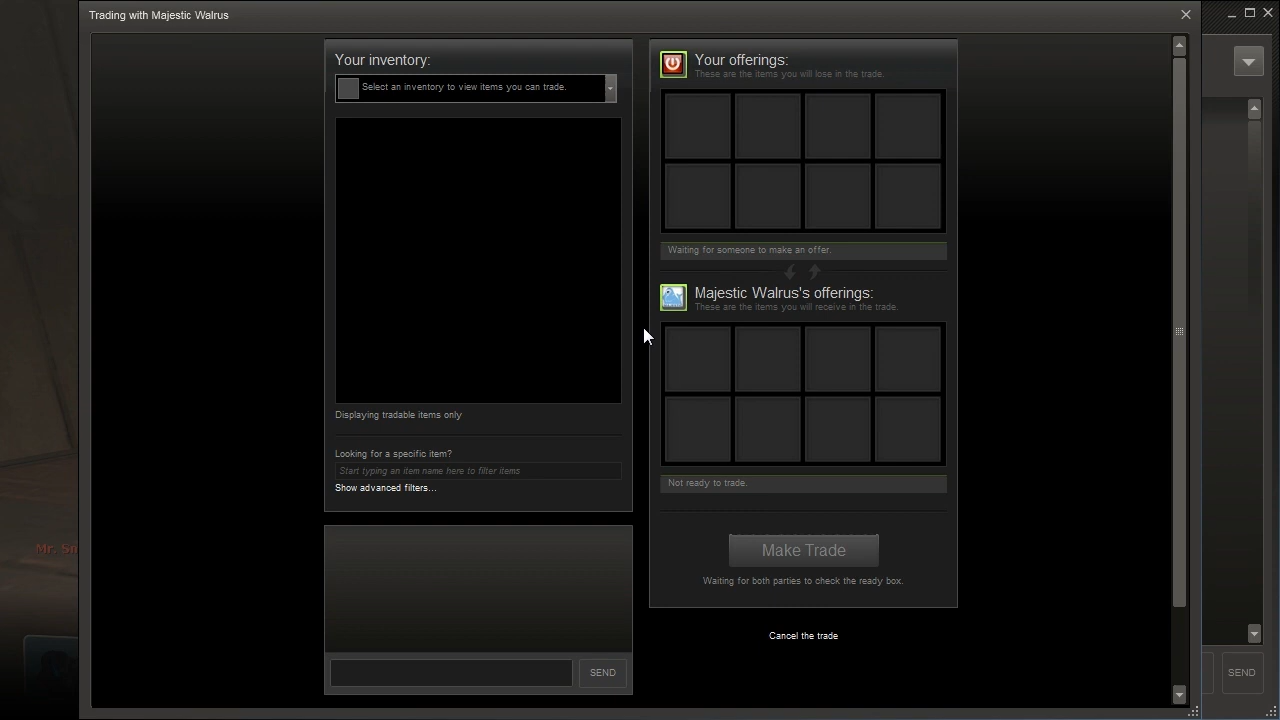 Trading with Majestic Walrus
Your inventory:
Select an inventory to view items you can trade.
Displaying tradable items only
Looking for a specific item?
Start typing an item name here to filter items
Show advanced filters...
SEND
Your offerings:
These are the items you will lose in the trade.
Waiting for someone to make an offer.
Majestic Walrus's offerings:
These are the items you will receive in the trade.
Not ready to trade.
Make Trade
Waiting for both parties to check the ready box.
Cancel the trade
Mr.
SEND